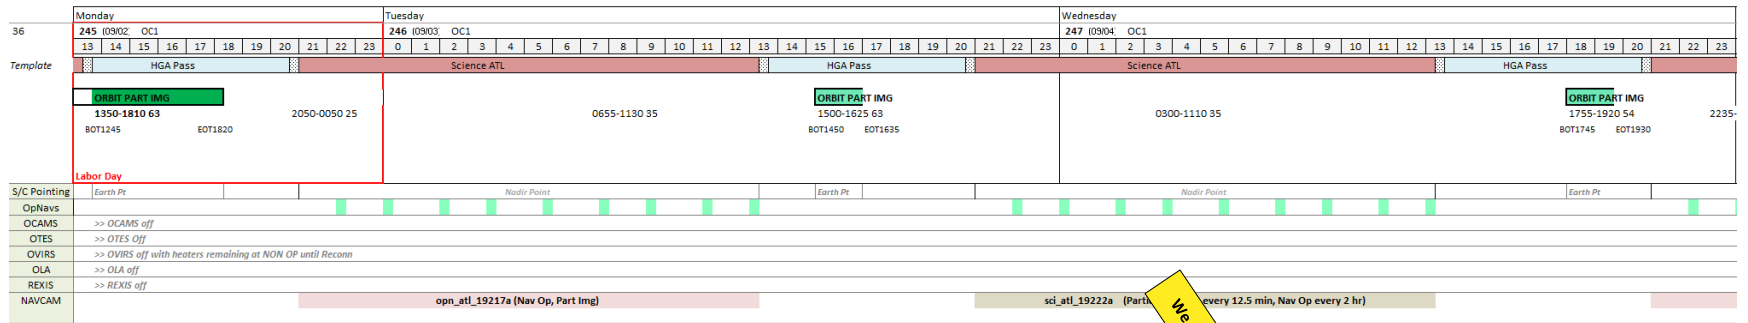 Monday Tuesday Wednesday
36 245 (09/02) OC1 246 (09/03) OC1 247 (09/04) OC1
13 14 15 16 17 18 19 20 21 22 23 0 1 2 3 4 5 6 7 8 9 10 11 12 13 14 15 16 17 18 19 20 21 22 23 0 1 2 3 4 5 6 7 8 9 10 11 12 13 14 15 16 17 18 19 20 21 22 23
Template HGA Pass Science ATL HGA Pass Science ATL HGA Pass
ORBIT PART IMG ORBIT PART IMG ORBIT PART IMG
1350-1810 63 2050-0050 25 0655-1130 35 1500-1625 63 0300-1110 35 1755-1920 54 2235-
BOT1245 EOT1820 BOT1450 EOT1635 BOT1745 EOT1930
Labor Day
S/C Pointing Earth Pt Nadir Point Earth Pt Nadir Point Earth Pt
OpNavs
OCAMS >> OCAMS off
OTES >> OTES Off
OVIRS >> OVIRS off with heaters remaining at NON OP until Reconn
OLA >> OLA off
REXIS >> REXIS off
NAVCAM opn_atl_19217a (Nav Op, Part Img) sci_atl_19222a (Parti every 12.5 min, Nav Op every 2 hr)
We